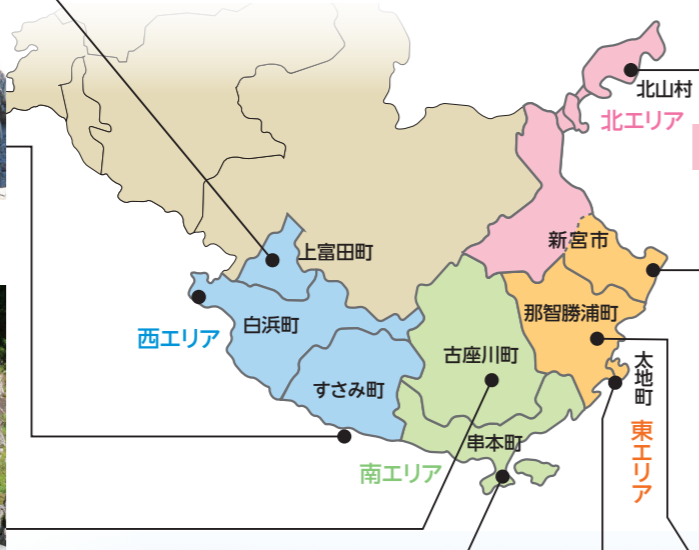 北山村
北エリア
新宮市
上富田町
那智勝浦町
白浜町
西エリア
古座川町
太地町
すさみ町
東エリア
串本町
南エリア